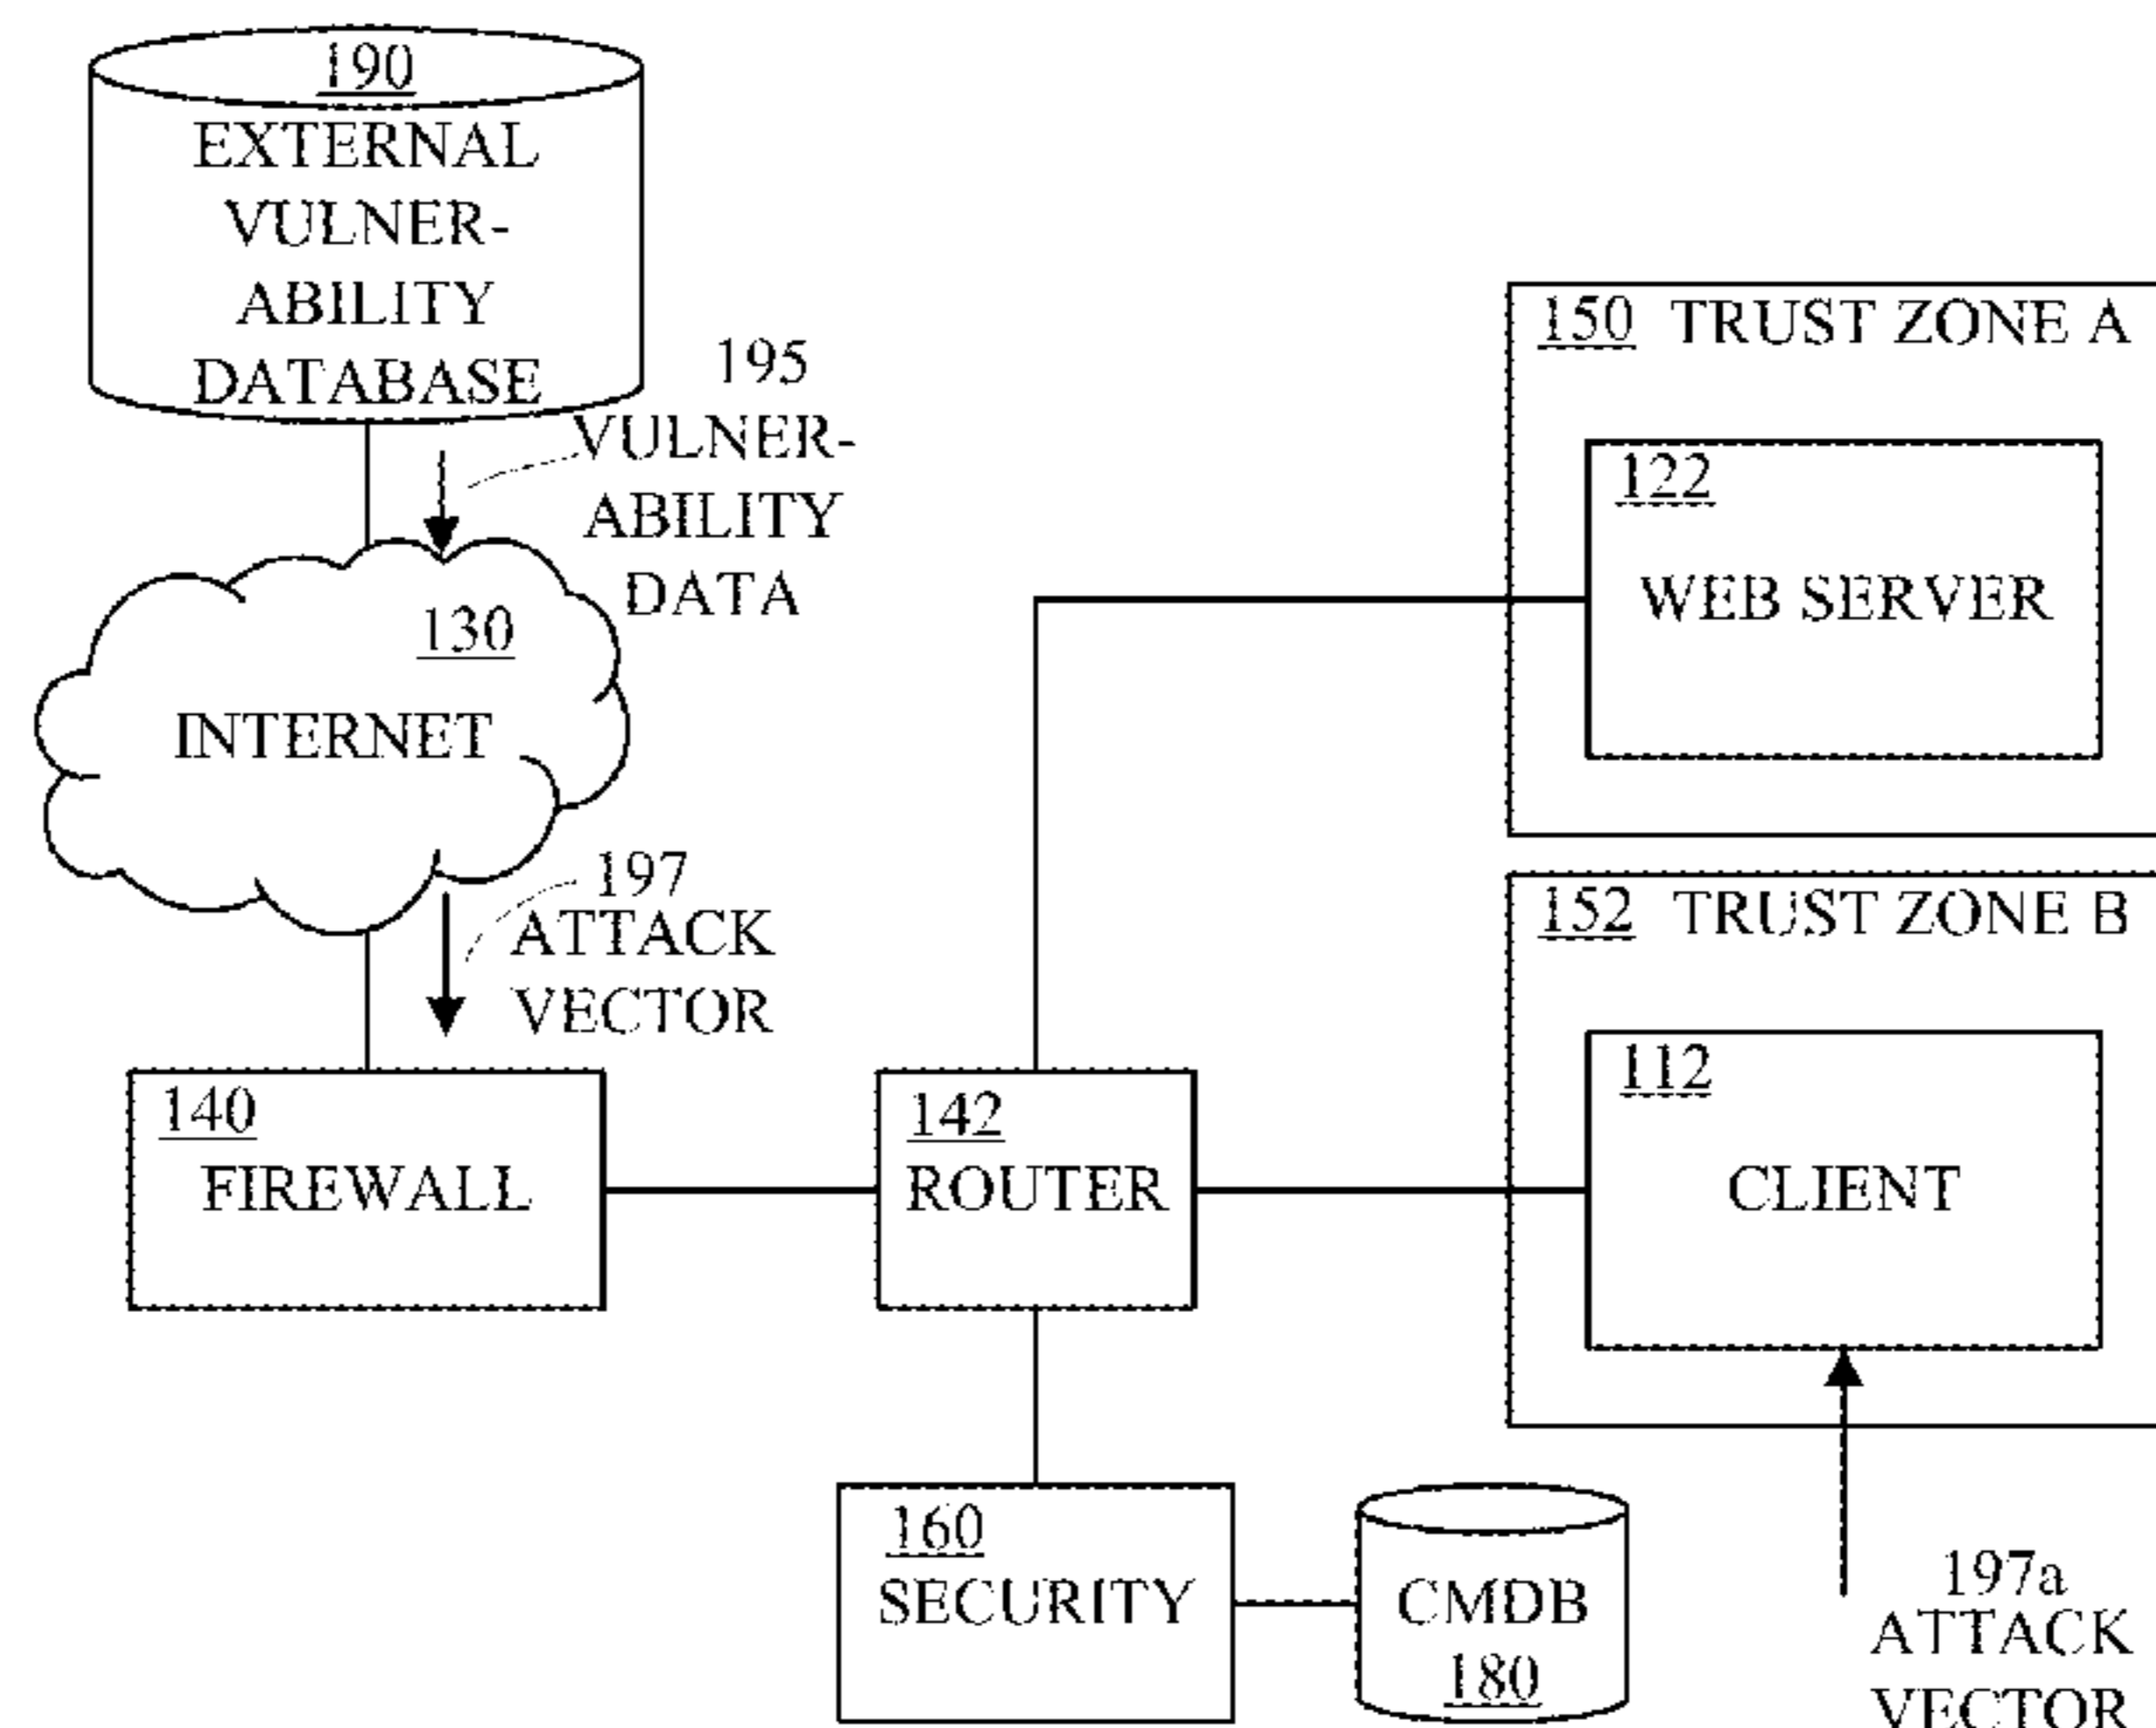 190
EXTERNAL
VULNER-
ABILITY
DATABASE
195
VULNER-
ABILITY
DATA
130
INTERNET
197
ATTACK
VECTOR
140
FIREWALL
142
ROUTER
150 TRUST ZONE A
122
WEB SERVER
152 TRUST ZONE B
112
CLIENT
160
SECURITY
CMDB
180
197a
ATTACK
VECTOR